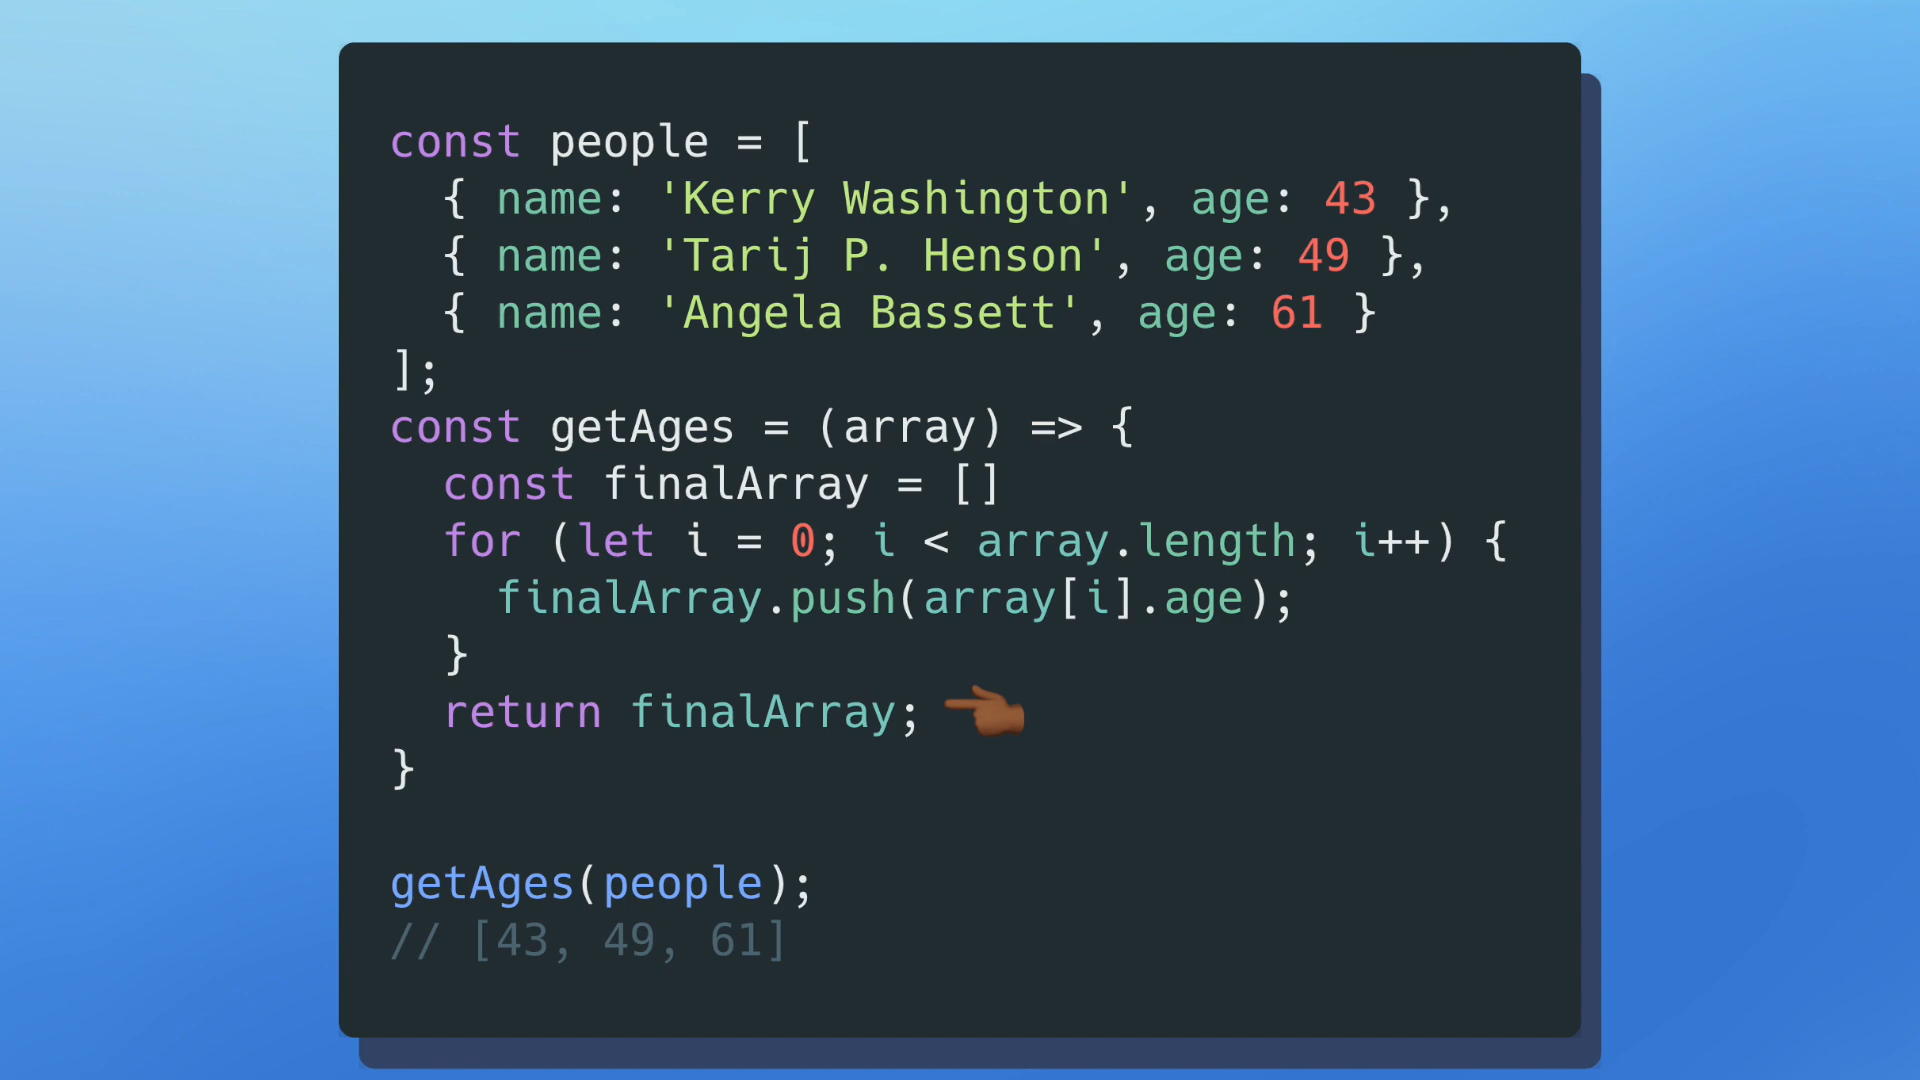 const people = [
  { name: 'Kerry Washington', age: 43 },
  { name: 'Tarij P. Henson', age: 49 },
  { name: 'Angela Bassett', age: 61 }
];
const getAges = (array) => {
  const finalArray = []
  for (let i = 0; i < array.length; i++) {
    finalArray.push(array[i].age);
  }
  return finalArray;
}
getAges(people);
// [43, 49, 61]